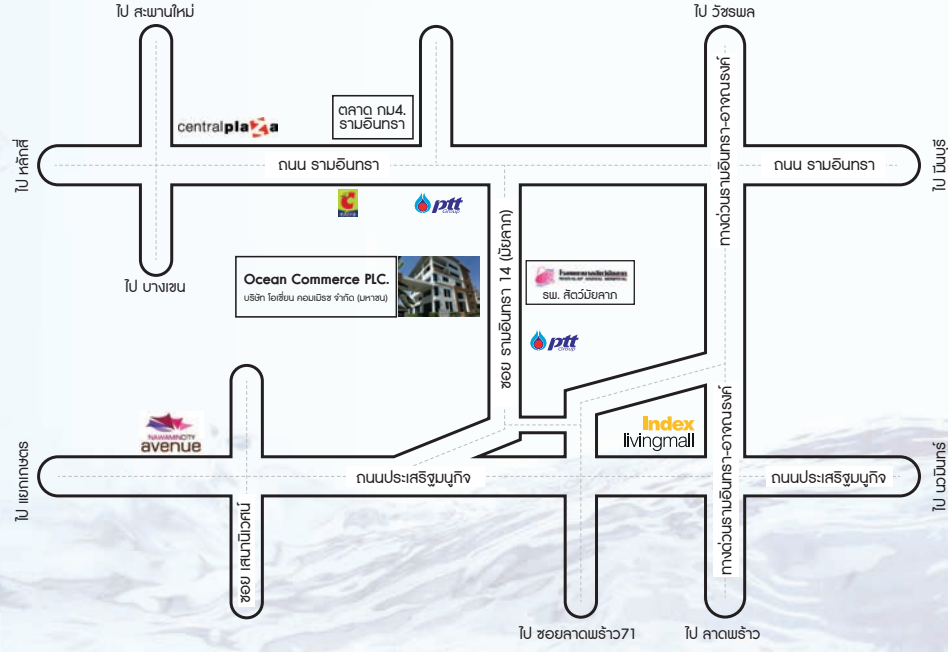 ไป สะพานใหม่
ไป วัชรพล
centralplaza
ตลาด กม4.
รามอินทรา
ไป หลักสี่
ถนน รามอินทรา
ทางด่วนรามอินทรา-อาจณรงค์
ถนน รามอินทรา
ไป มีนบุรี
C
ptt
Group
ซอย รามอินทรา 14 (มัยลาภ)
Ocean Commerce PLC.
บริษัท โอเชี่ยน คอมเมิรช จำกัด (มหาชน)
รพ. สัตว์มัยลาภ
ไป บางเขน
ptt
Group
NAWAMINCITY
avenue
Index
livingmall
ไป แยกเกษตร
ถนนประเสริฐมนูกิจ
ถนนประเสริฐมนูกิจ
ไป นวมินทร์
ซอย เสนานิเวศน์
ทางด่วนรามอินทรา-อาจณรงค์
ไป ซอยลาดพร้าว71
ไป ลาดพร้าว